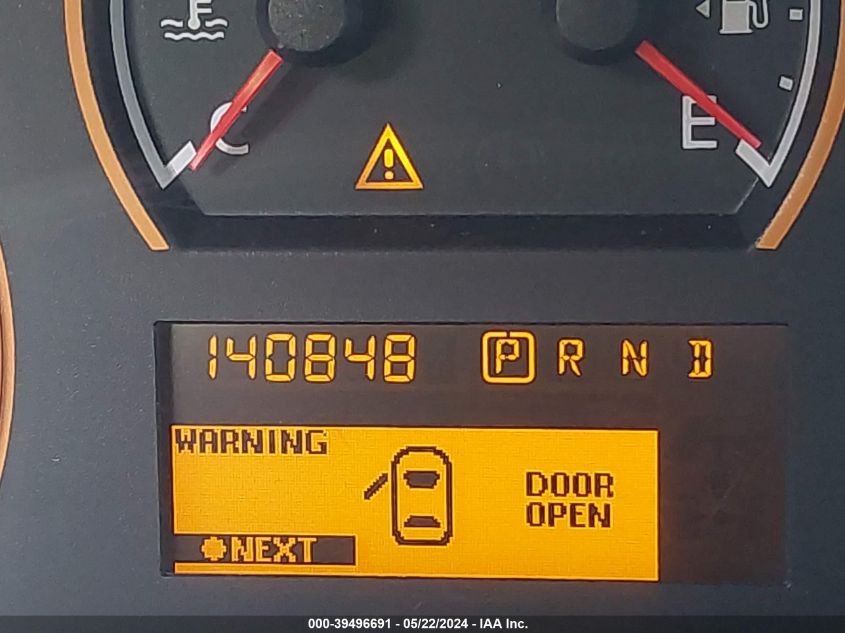 F
C
E
140848 P R N D
WARNING
DOOR
OPEN
NEXT
000-39496691 - 05/22/2024 - IAA Inc.